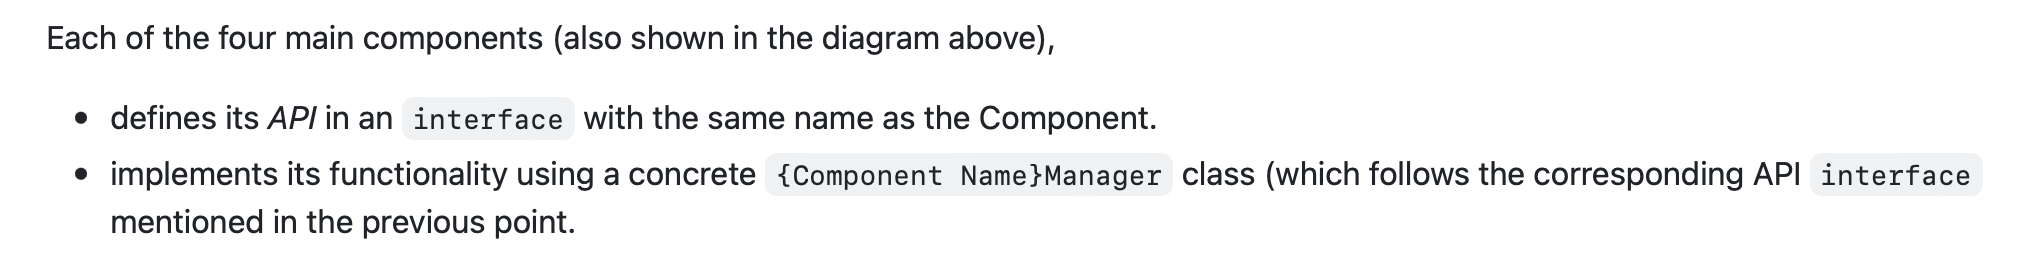 Each of the four main components (also shown in the diagram above),
• defines its API in an interface with the same name as the Component.
• implements its functionality using a concrete {Component Name}Manager class (which follows the corresponding API interface
mentioned in the previous point.